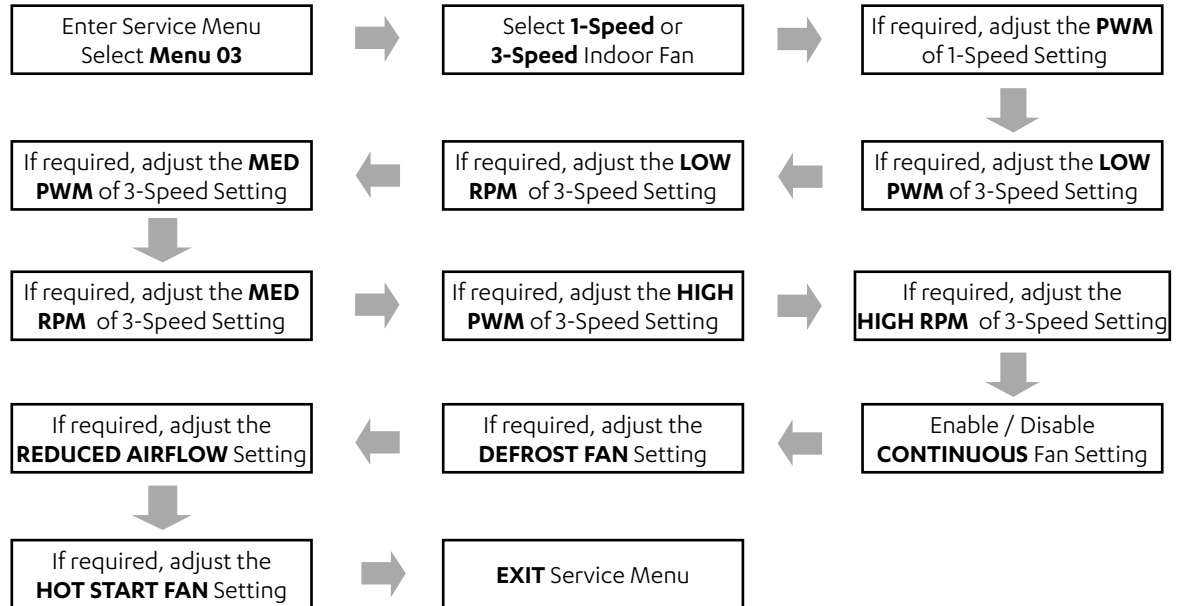 Enter Service Menu
Select Menu 03
Select 1-Speed or
3-Speed Indoor Fan
If required, adjust the PWM
of 1-Speed Setting
If required, adjust the LOW
PWM of 3-Speed Setting
If required, adjust the LOW
RPM of 3-Speed Setting
If required, adjust the MED
PWM of 3-Speed Setting
If required, adjust the MED
RPM of 3-Speed Setting
If required, adjust the HIGH
PWM of 3-Speed Setting
If required, adjust the
HIGH RPM of 3-Speed Setting
Enable / Disable
CONTINUOUS Fan Setting
If required, adjust the
DEFROST FAN Setting
If required, adjust the
REDUCED AIRFLOW Setting
If required, adjust the
HOT START FAN Setting
EXIT Service Menu